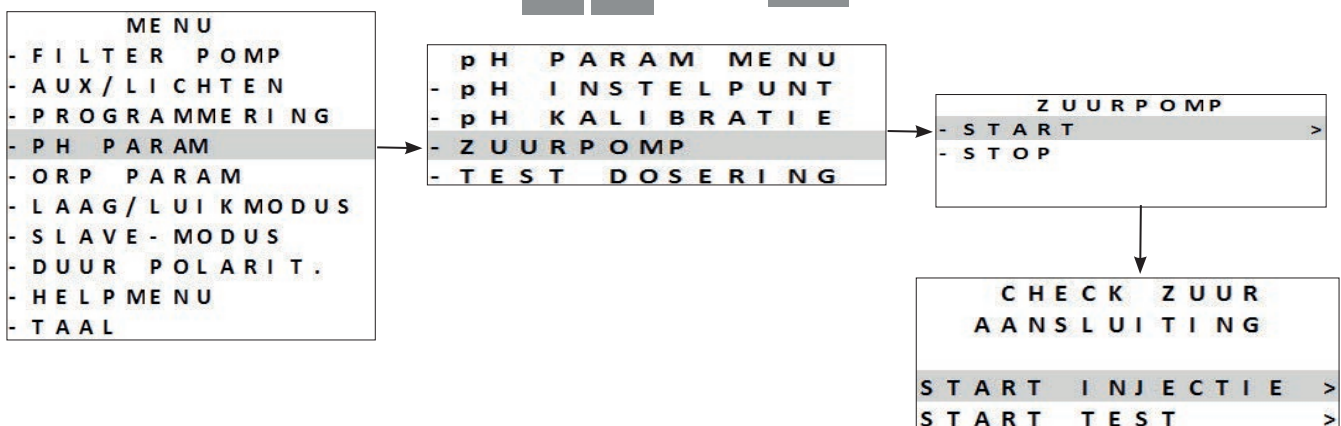 MENU
- FILTER POMP
- AUX/LICHTEN
- PROGRAMMERING
- PH PARAM
- ORP PARAM
- LAAG/LUIKMODUS
- SLAVE-MODUS
- DUUR POLARIT.
- HELPMENU
- TAAL
pH PARAM MENU
- pH INSTELPUNT
- pH KALIBRATIE
- ZUURPOMP
- TEST DOSERING
ZUURPOMP
- START >
- STOP
CHECK ZUUR
AANSLUITING
START INJECTIE >
START TEST >